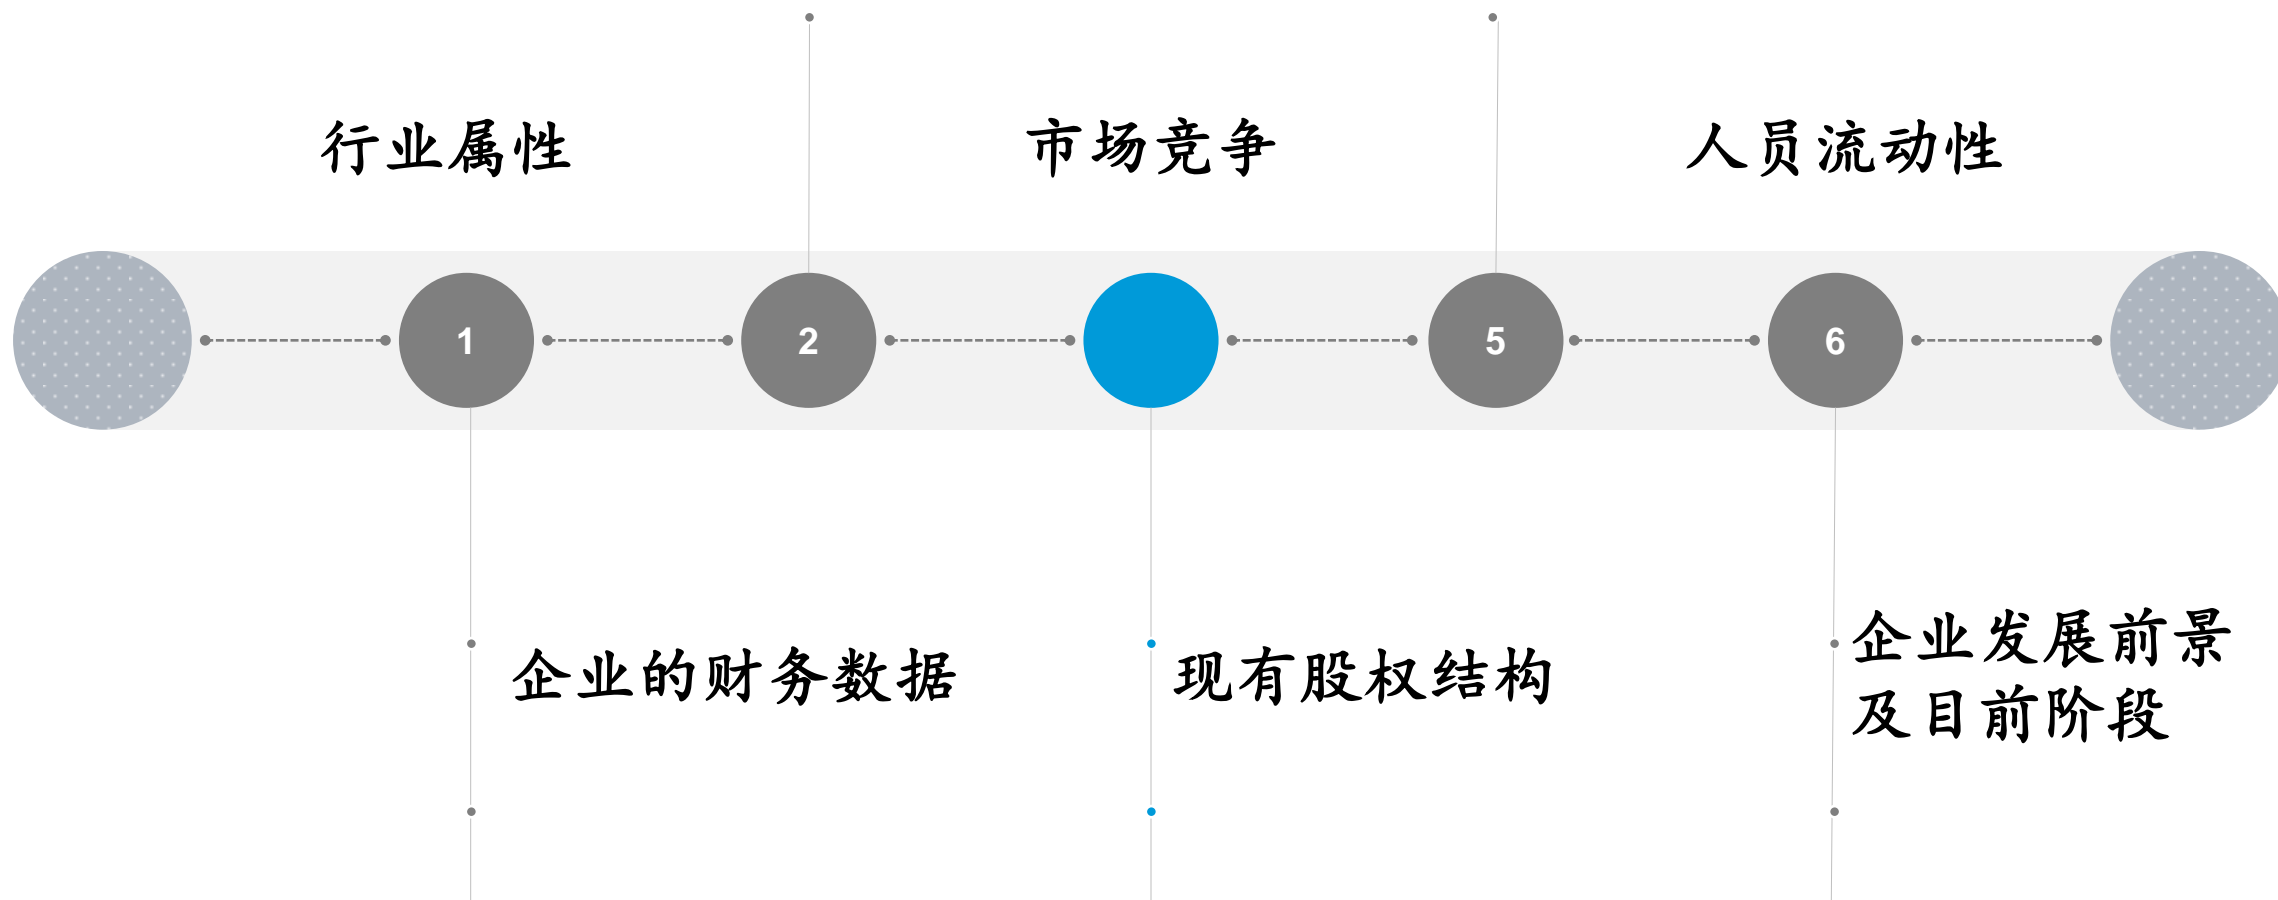 行业属性
市场竞争
人员流动性
1
2
5
6
企业的财务数据
现有股权结构
企业发展前景
及目前阶段